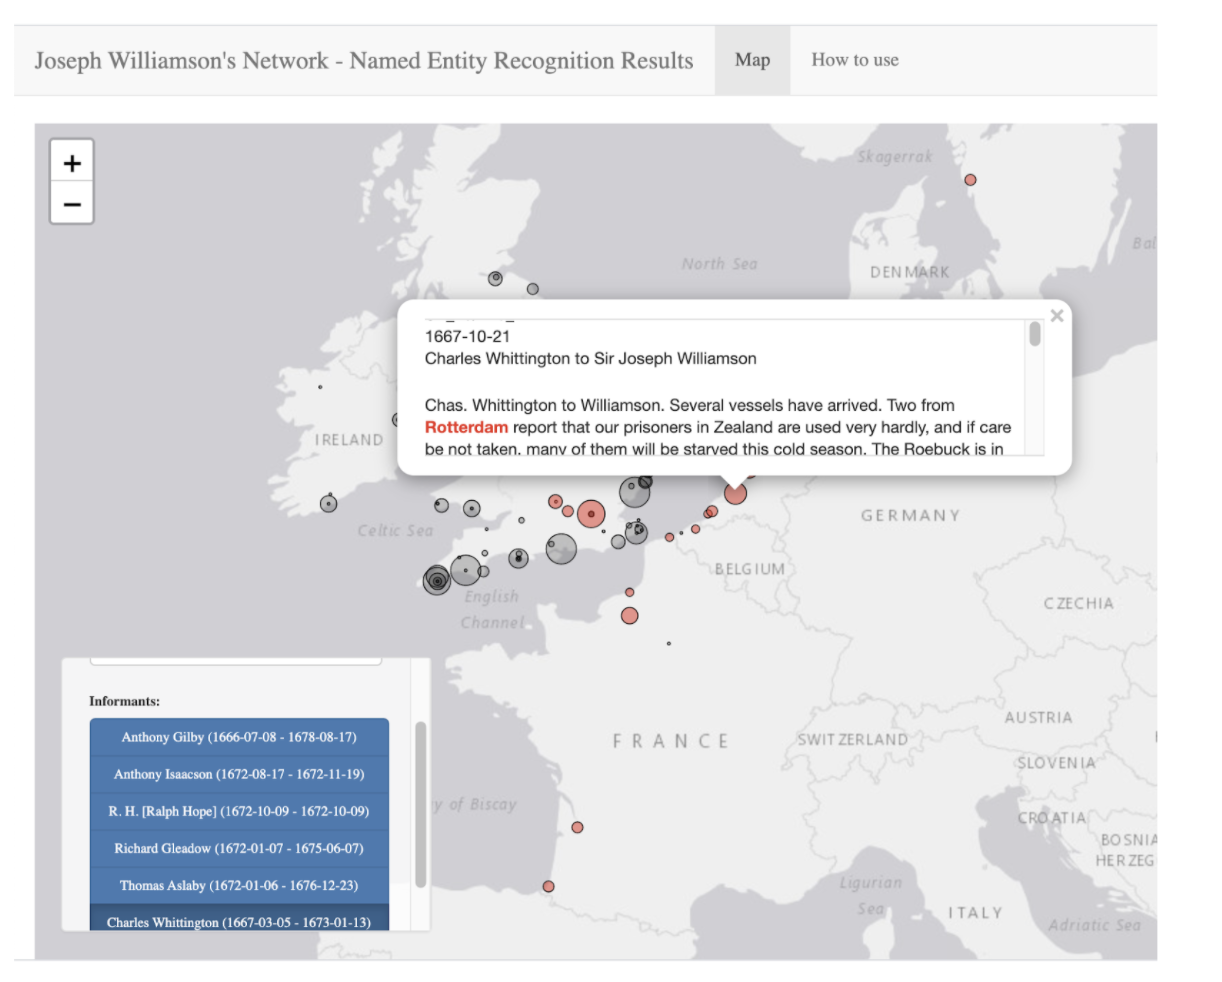 Joseph Williamson's Network - Named Entity Recognition Results
Map
How to use
+
−
Skagerrak
Bal
North Sea
DENMARK
×
1667-10-21
Charles Whittington to Sir Joseph Williamson
Chas. Whittington to Williamson. Several vessels have arrived. Two from
Rotterdam report that our prisoners in Zealand are used very hardly, and if care
be not taken, many of them will be starved this cold season. The Roebuck is in
IRELAND
GERMANY
Celtic Sea
BELGIUM
English
Channel
CZECHIA
Informants:
Anthony Gilby (1666-07-08 - 1678-08-17)
Anthony Isaacson (1672-08-17 - 1672-11-19)
R. H. [Ralph Hope] (1672-10-09 - 1672-10-09)
Richard Gleadow (1672-01-07 - 1675-06-07)
Thomas Aslaby (1672-01-06 - 1676-12-23)
Charles Whittington (1667-03-05 - 1673-01-13)
AUSTRIA
FRANCE
SWITZERLAND
SLOVENIA
y of Biscay
CROATIA
BOSNIA
HERZEG
Ligurian
Sea
ITALY
Adriatic Sea